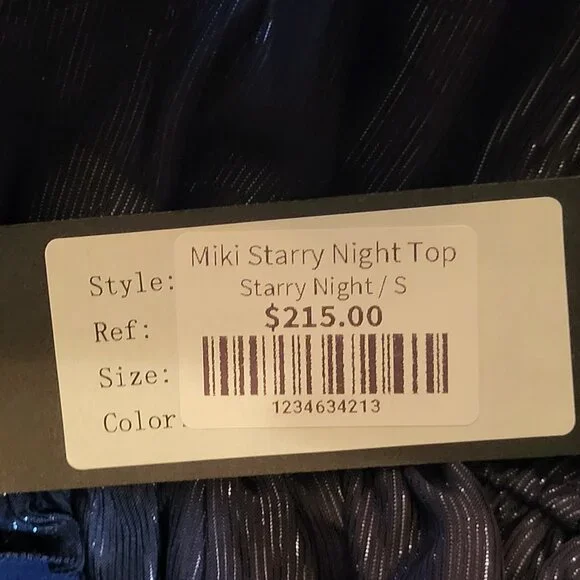 Miki Starry Night Top
Starry Night / S
$215.00
1234634213
Style:
Ref:
Size:
Color